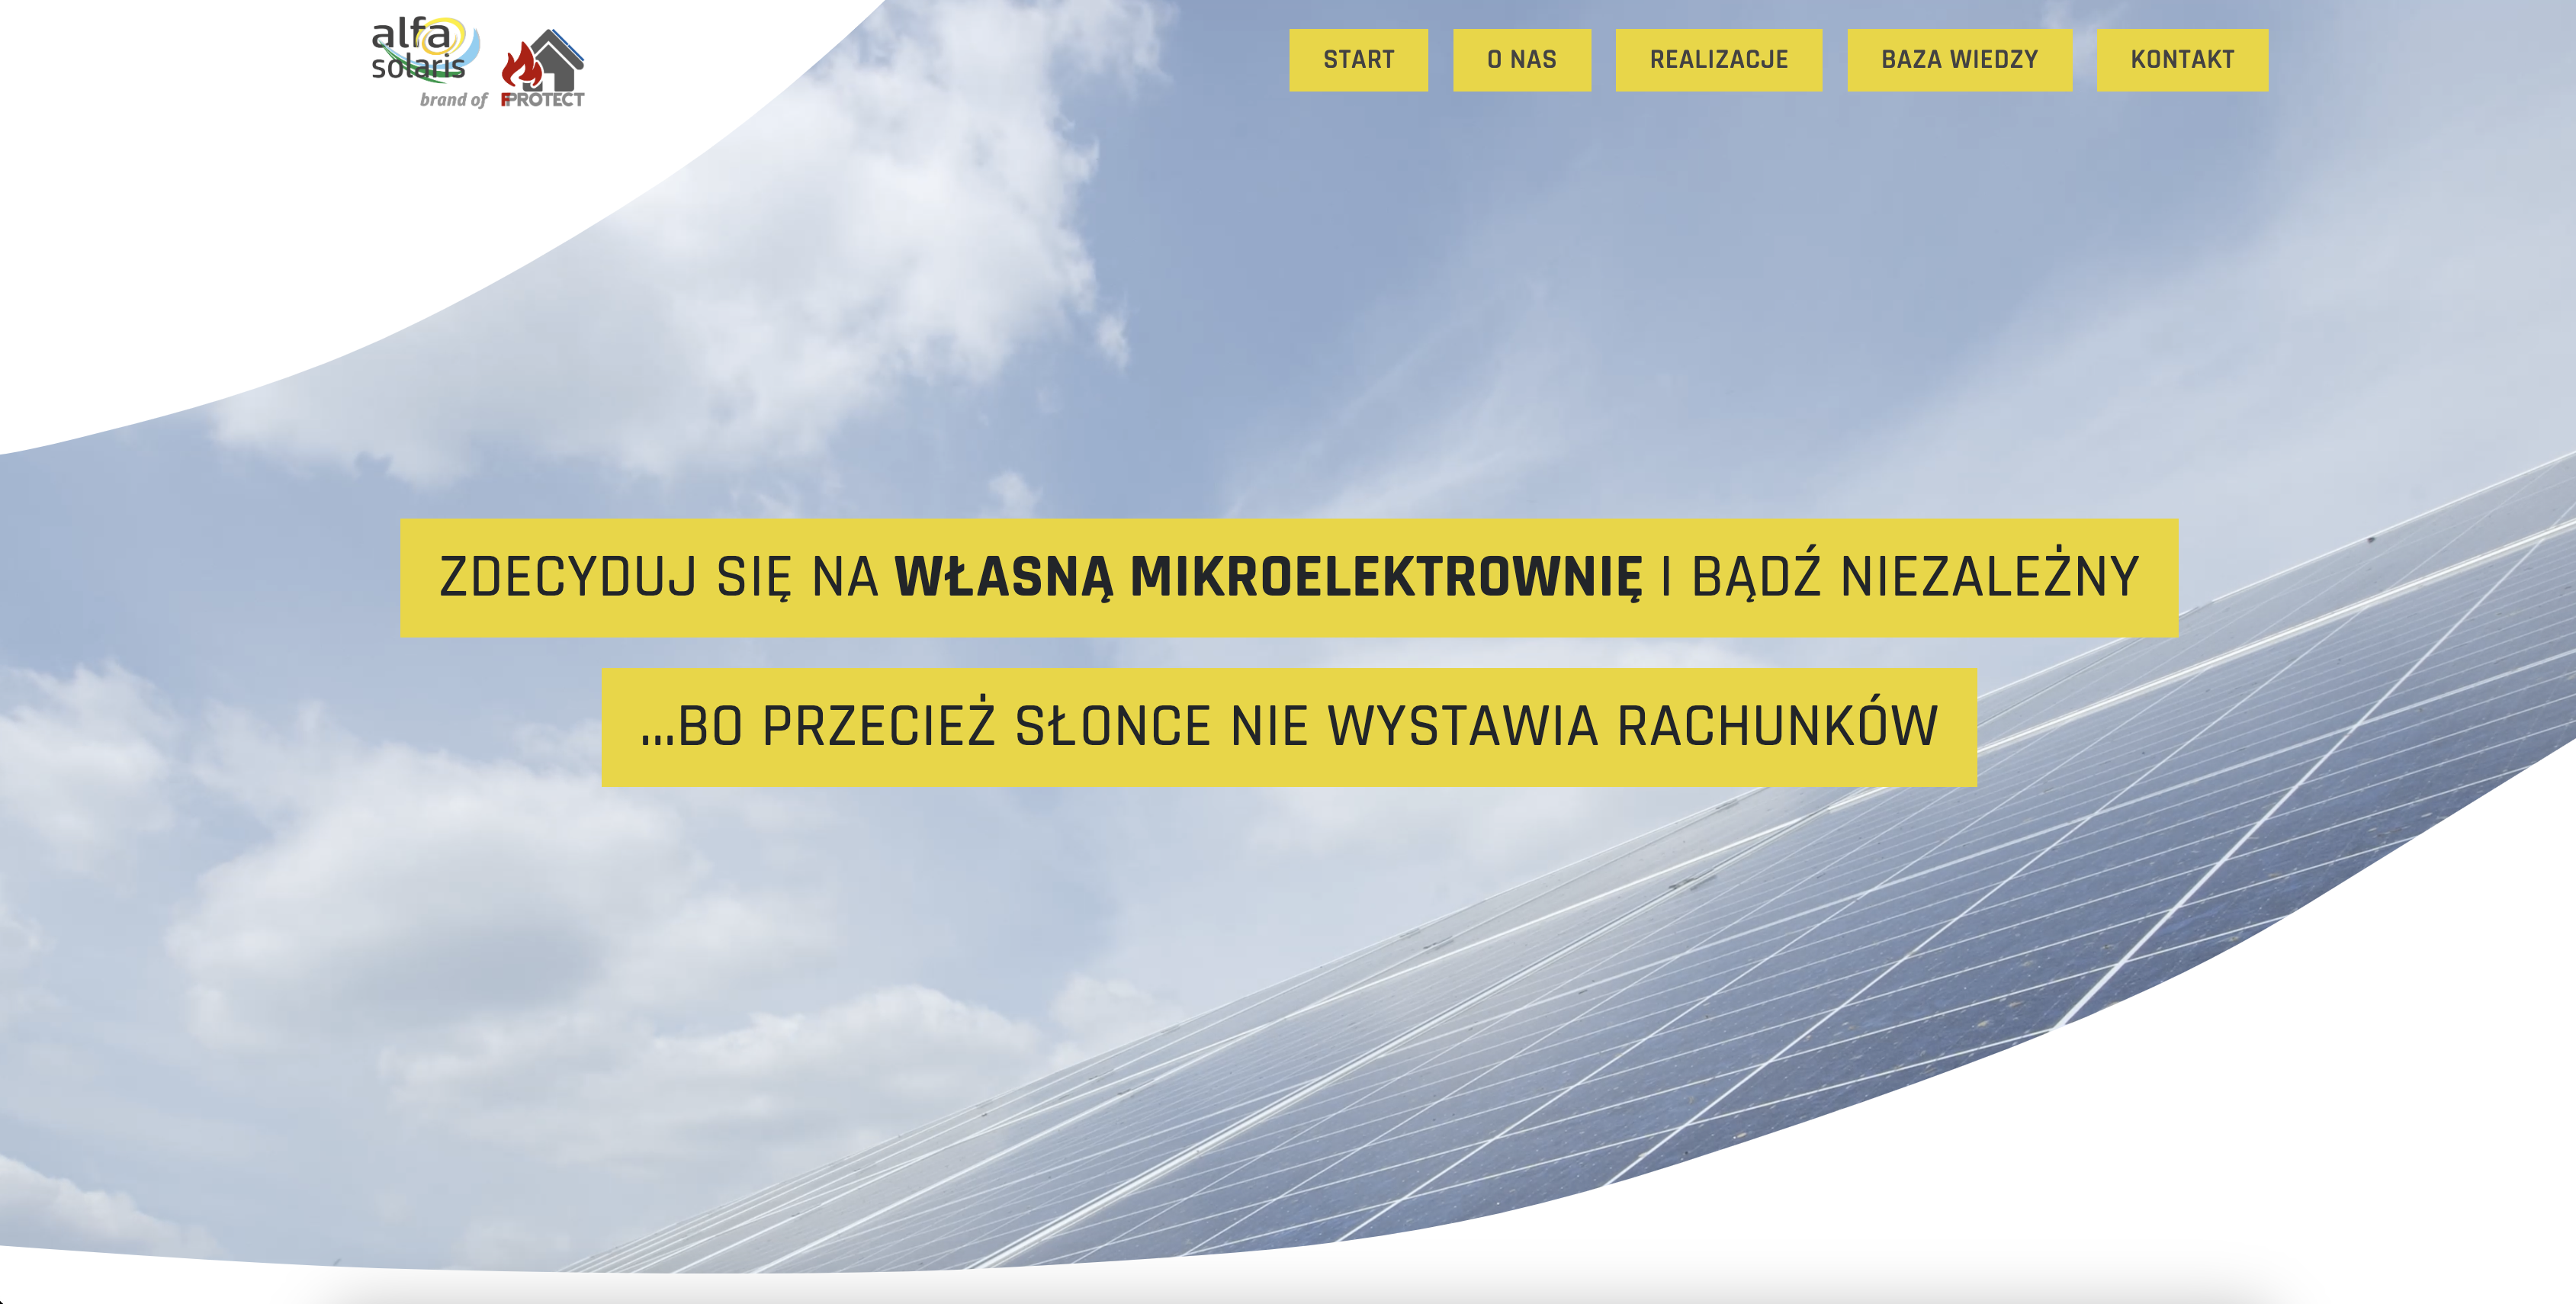 alfa
solaris
brand of FPROTECT
START O NAS REALIZACJE BAZA WIEDZY KONTAKT
ZDECYDUJ SIĘ NA WŁASNĄ MIKROELEKTROWNIĘ I BĄDŹ NIEZALEŻNY
...BO PRZECIEŻ SŁONCE NIE WYSTAWIA RACHUNKÓW